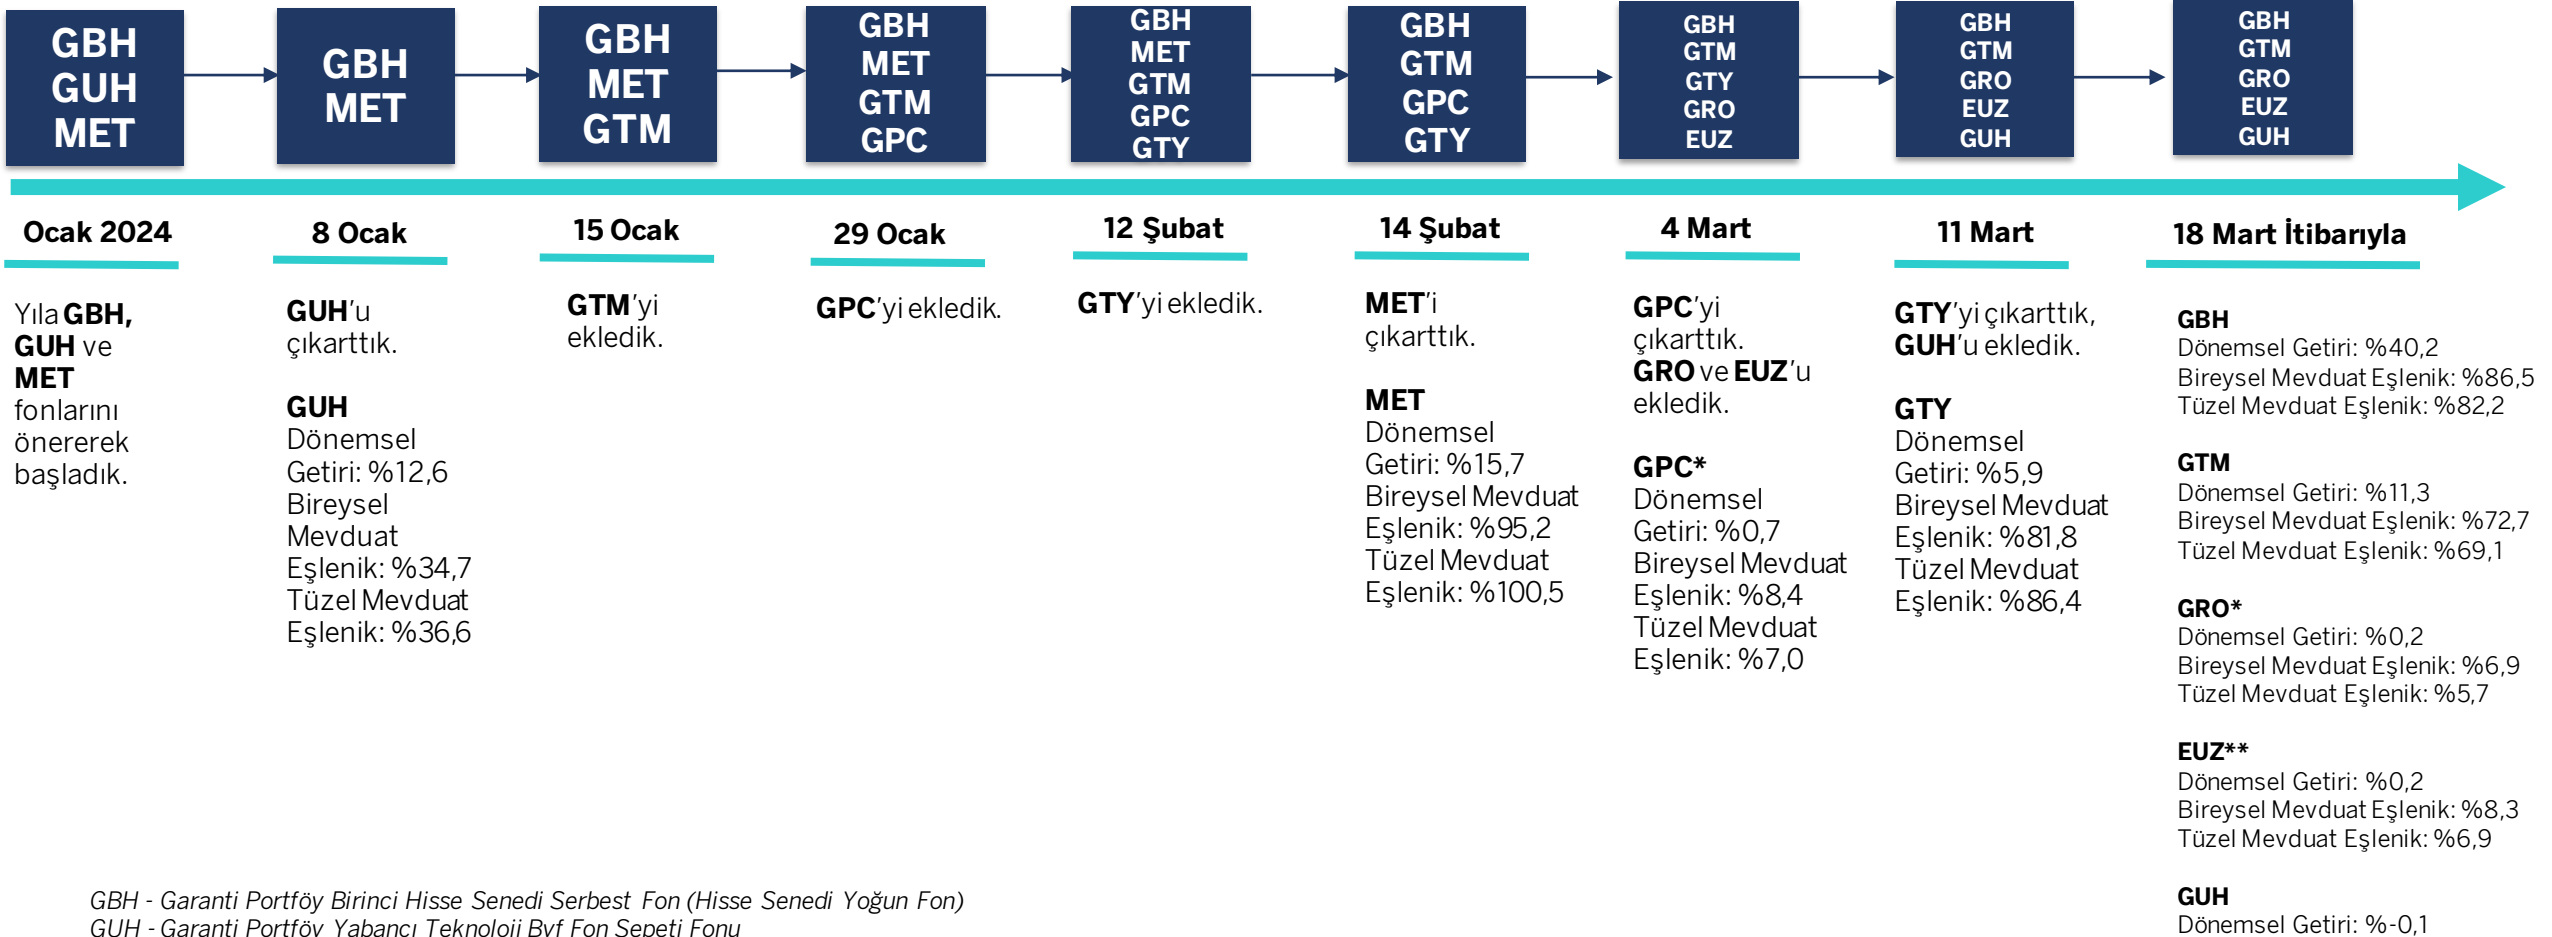 GBH
GUH
MET
GBH
MET
GBH
MET
GTM
GBH
MET
GTM
GPC
GBH
MET
GTM
GPC
GTY
GBH
GTM
GPC
GTY
GBH
GTM
GTY
GRO
EUZ
GBH
GTM
GRO
EUZ
GUH
GBH
GTM
GRO
EUZ
GUH
Ocak 2024
Yıla GBH,
GUH ve
MET
fonlarını
önererek
başladık.
8 Ocak
GUH'u
çıkarttık.
GUH
Dönemsel
Getiri: %12,6
Bireysel
Mevduat
Eşlenik: %34,7
Tüzel Mevduat
Eşlenik: %36,6
15 Ocak
GTM'yi
ekledik.
29 Ocak
GPC'yi ekledik.
12 Şubat
GTY'yi ekledik.
14 Şubat
MET'i
çıkarttık.
MET
Dönemsel
Getiri: %15,7
Bireysel Mevduat
Eşlenik: %95,2
Tüzel Mevduat
Eşlenik: %100,5
4 Mart
GPC'yi
çıkarttık.
GRO ve EUZ'u
ekledik.
GPC*
Dönemsel
Getiri: %0,7
Bireysel Mevduat
Eşlenik: %8,4
Tüzel Mevduat
Eşlenik: %7,0
11 Mart
GTY'yi çıkarttık,
GUH'u ekledik.
GTY
Dönemsel
Getiri: %5,9
Bireysel Mevduat
Eşlenik: %81,8
Tüzel Mevduat
Eşlenik: %86,4
18 Mart İtibarıyla
GBH
Dönemsel Getiri: %40,2
Bireysel Mevduat Eşlenik: %86,5
Tüzel Mevduat Eşlenik: %82,2
GTM
Dönemsel Getiri: %11,3
Bireysel Mevduat Eşlenik: %72,7
Tüzel Mevduat Eşlenik: %69,1
GRO*
Dönemsel Getiri: %0,2
Bireysel Mevduat Eşlenik: %6,9
Tüzel Mevduat Eşlenik: %5,7
EUZ**
Dönemsel Getiri: %0,2
Bireysel Mevduat Eşlenik: %8,3
Tüzel Mevduat Eşlenik: %6,9
GUH
Dönemsel Getiri: %-0,1
GBH - Garanti Portföy Birinci Hisse Senedi Serbest Fon (Hisse Senedi Yoğun Fon)
GUH - Garanti Portföy Yabancı Teknoloji Byf Fon Sepeti Fonu